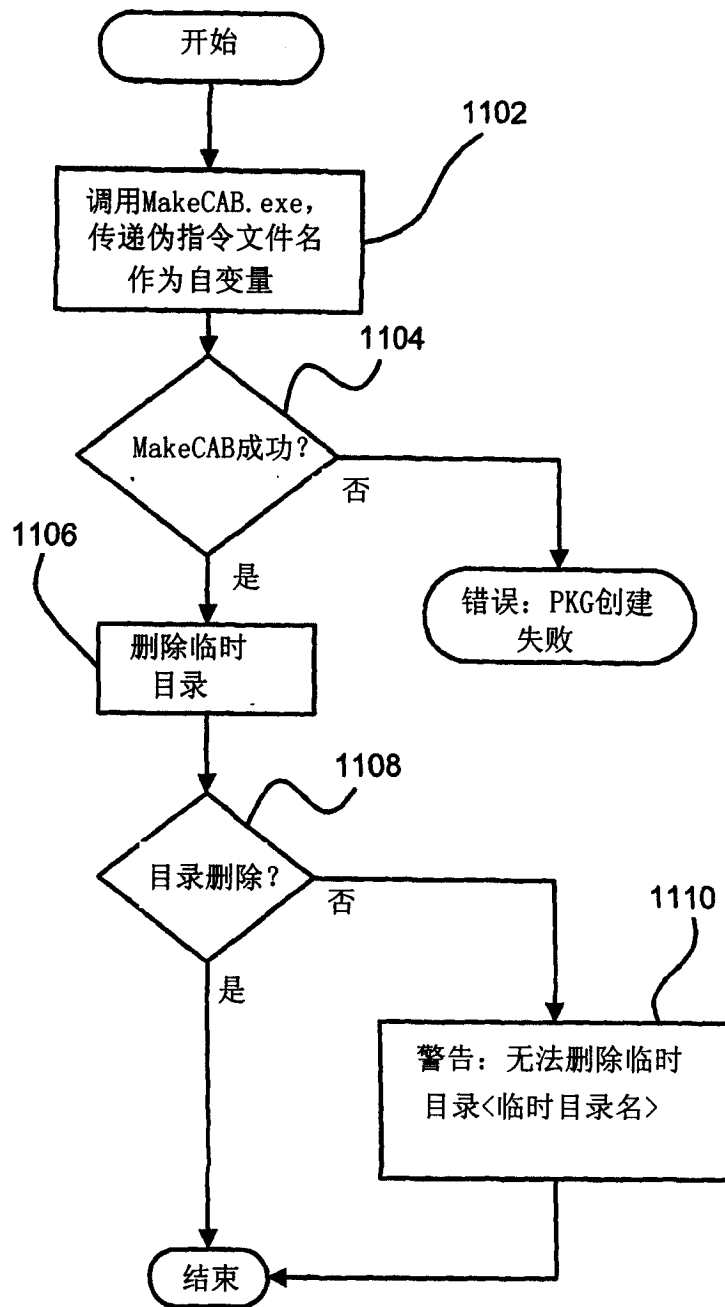 开始
1102
调用MakeCAB.exe,
传递伪指令文件名
作为自变量
1104
MakeCAB成功?
否
1106
是
错误: PKG创建
失败
删除临时
目录
1108
目录删除?
否
1110
是
警告: 无法删除临时
目录<临时目录名>
结束